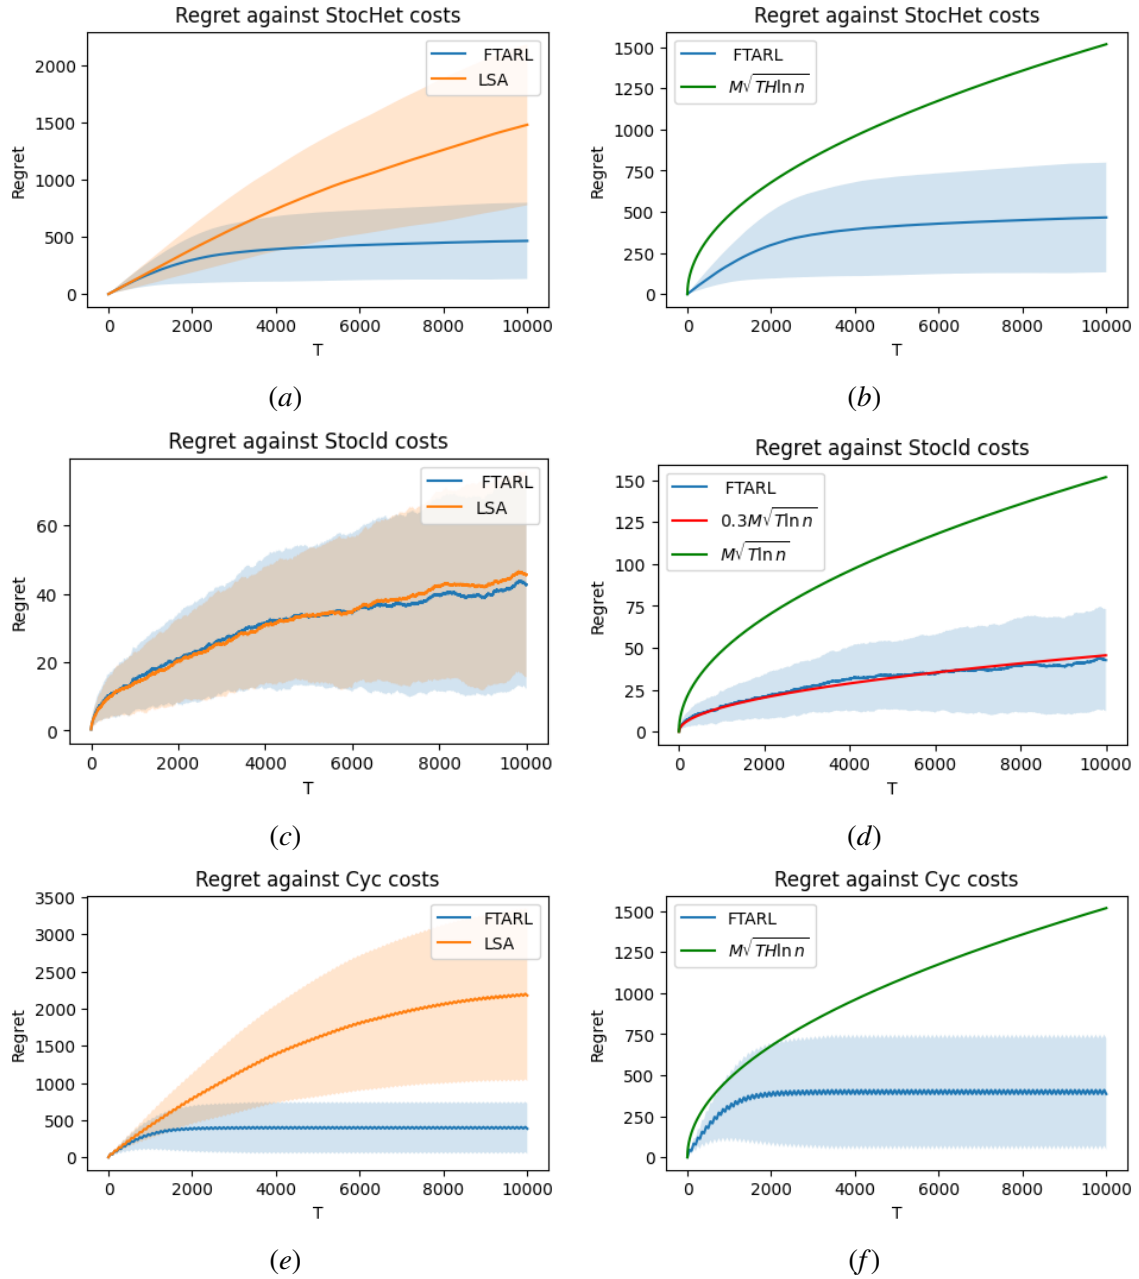 Regret against StocHet costs
Regret
2000
1500
1000
500
0
FTARL
LSA
0 2000 4000 6000 8000 10000
T
(a)
Regret against StocHet costs
Regret
1500
1250
1000
750
500
250
0
FTARL
M√TH ln n
0 2000 4000 6000 8000 10000
T
(b)
Regret against StocId costs
Regret
60
40
20
0
FTARL
LSA
0 2000 4000 6000 8000 10000
T
(c)
Regret against StocId costs
Regret
150
125
100
75
50
25
0
FTARL
0.3M√T ln n
M√T ln n
0 2000 4000 6000 8000 10000
T
(d)
Regret against Cyc costs
Regret
3500
3000
2500
2000
1500
1000
500
0
FTARL
LSA
0 2000 4000 6000 8000 10000
T
(e)
Regret against Cyc costs
Regret
1500
1250
1000
750
500
250
0
FTARL
M√TH ln n
0 2000 4000 6000 8000 10000
T
(f)